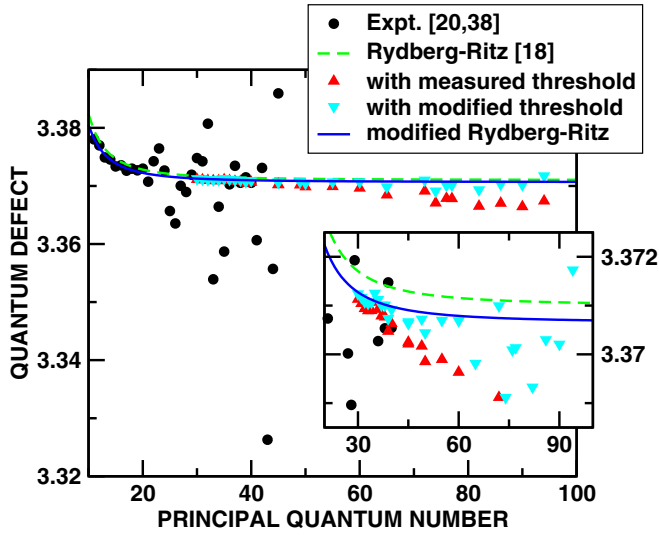 Expt. [20,38]
Rydberg-Ritz [18]
with measured threshold
with modified threshold
modified Rydberg-Ritz
3.38
3.36
3.34
3.32
QUANTUM DEFECT
3.372
3.37
30 60 90
20 40 60 80 100
PRINCIPAL QUANTUM NUMBER